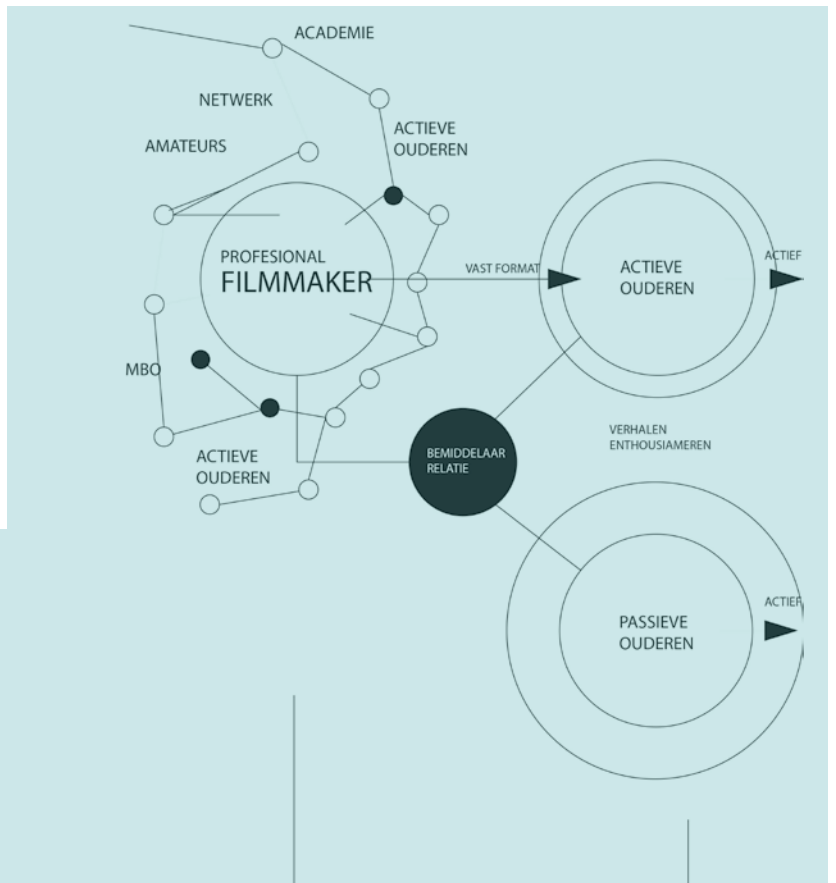 ACADEMIE
NETWERK
AMATEURS
ACTIEVE
OUDEREN
PROFESIONAL
FILMMAKER
VAST FORMAT
ACTIEVE
OUDEREN
ACTIEF
MBO
ACTIEVE
OUDEREN
BEMIDDELAAR
RELATIE
VERHALEN
ENTHOUSIAMEREN
PASSIEVE
OUDEREN
ACTIEF